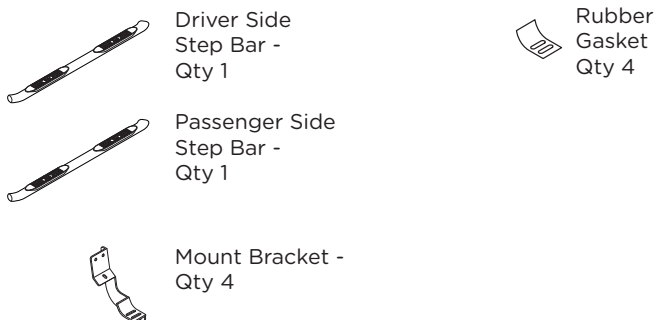 Driver Side
Step Bar -
Qty 1
Passenger Side
Step Bar -
Qty 1
Mount Bracket -
Qty 4
Rubber
Gasket
Qty 4